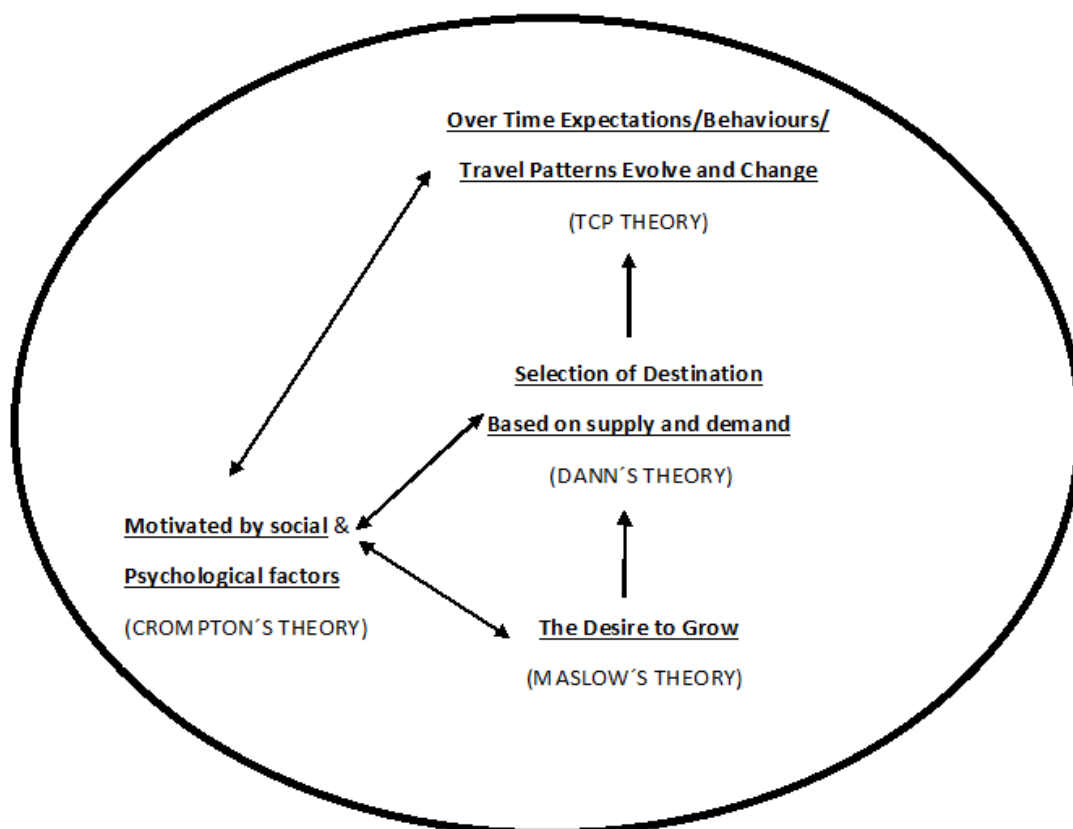 Over Time Expectations/Behaviours/
Travel Patterns Evolve and Change
(TCP THEORY)
Selection of Destination
Based on supply and demand
(DANN´S THEORY)
Motivated by social &
Psychological factors
(CROMPTON´S THEORY)
The Desire to Grow
(MASLOW´S THEORY)